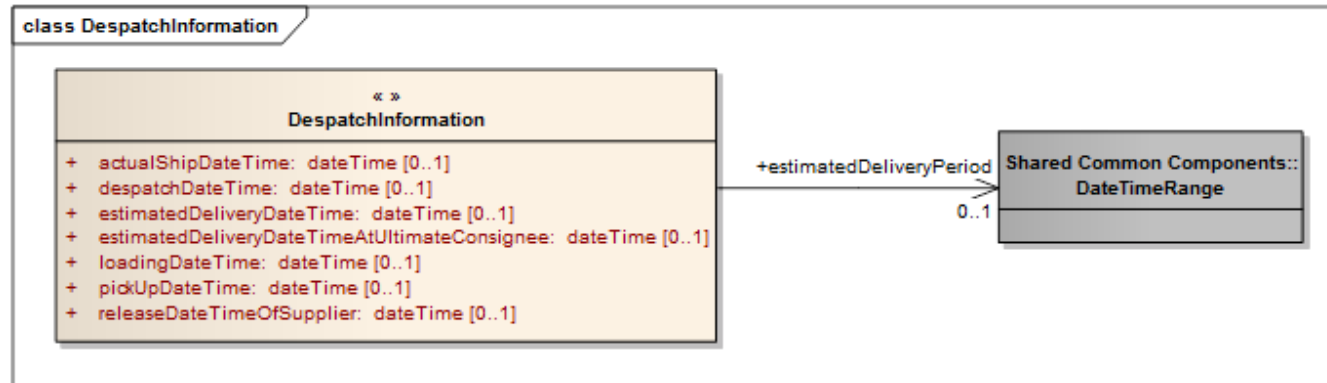 class DespatchInformation
« »
DespatchInformation
+ actualShipDateTime: dateTime [0..1]
+ despatchDateTime: dateTime [0..1]
+ estimatedDeliveryDateTime: dateTime [0..1]
+ estimatedDeliveryDateTimeAtUltimateConsignee: dateTime [0..1]
+ loadingDateTime: dateTime [0..1]
+ pickUpDateTime: dateTime [0..1]
+ releaseDateTimeOfSupplier: dateTime [0..1]
+estimatedDeliveryPeriod
0..1
Shared Common Components::
DateTimeRange